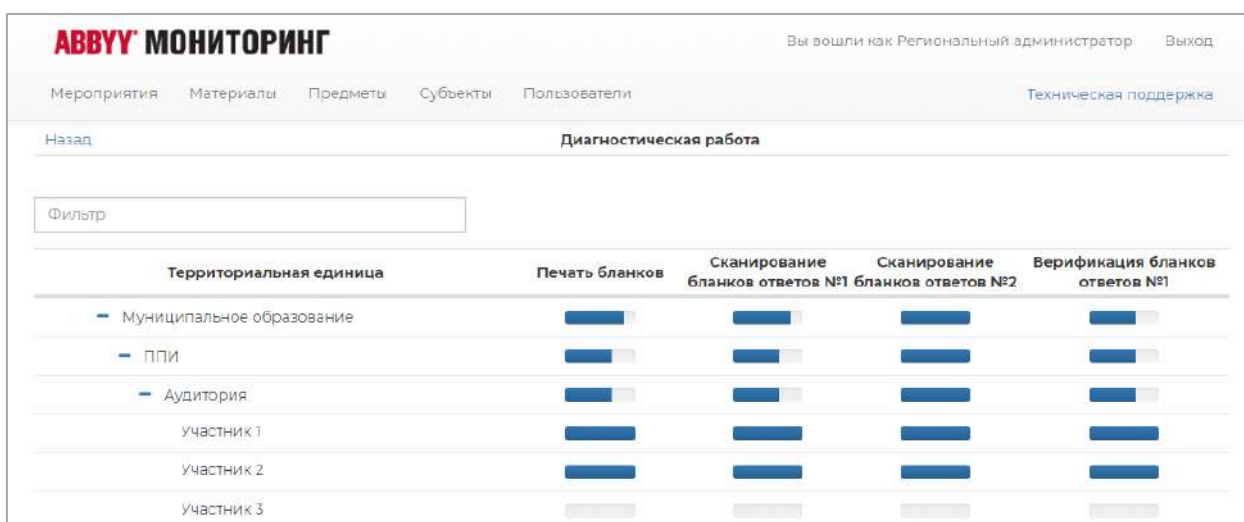 ABBYY МОНИТОРИНГ
Вы вошли как Региональный администратор Выход
Мероприятия Материалы Предметы Субъекты Пользователи Техническая поддержка
Назад Диагностическая работа
Фильтр
Территориальная единица Печать бланков Сканирование бланков ответов №1 Сканирование бланков ответов №2 Верификация бланков ответов №1
Муниципальное образование
ППИ
Аудитория
Участник 1
Участник 2
Участник 3